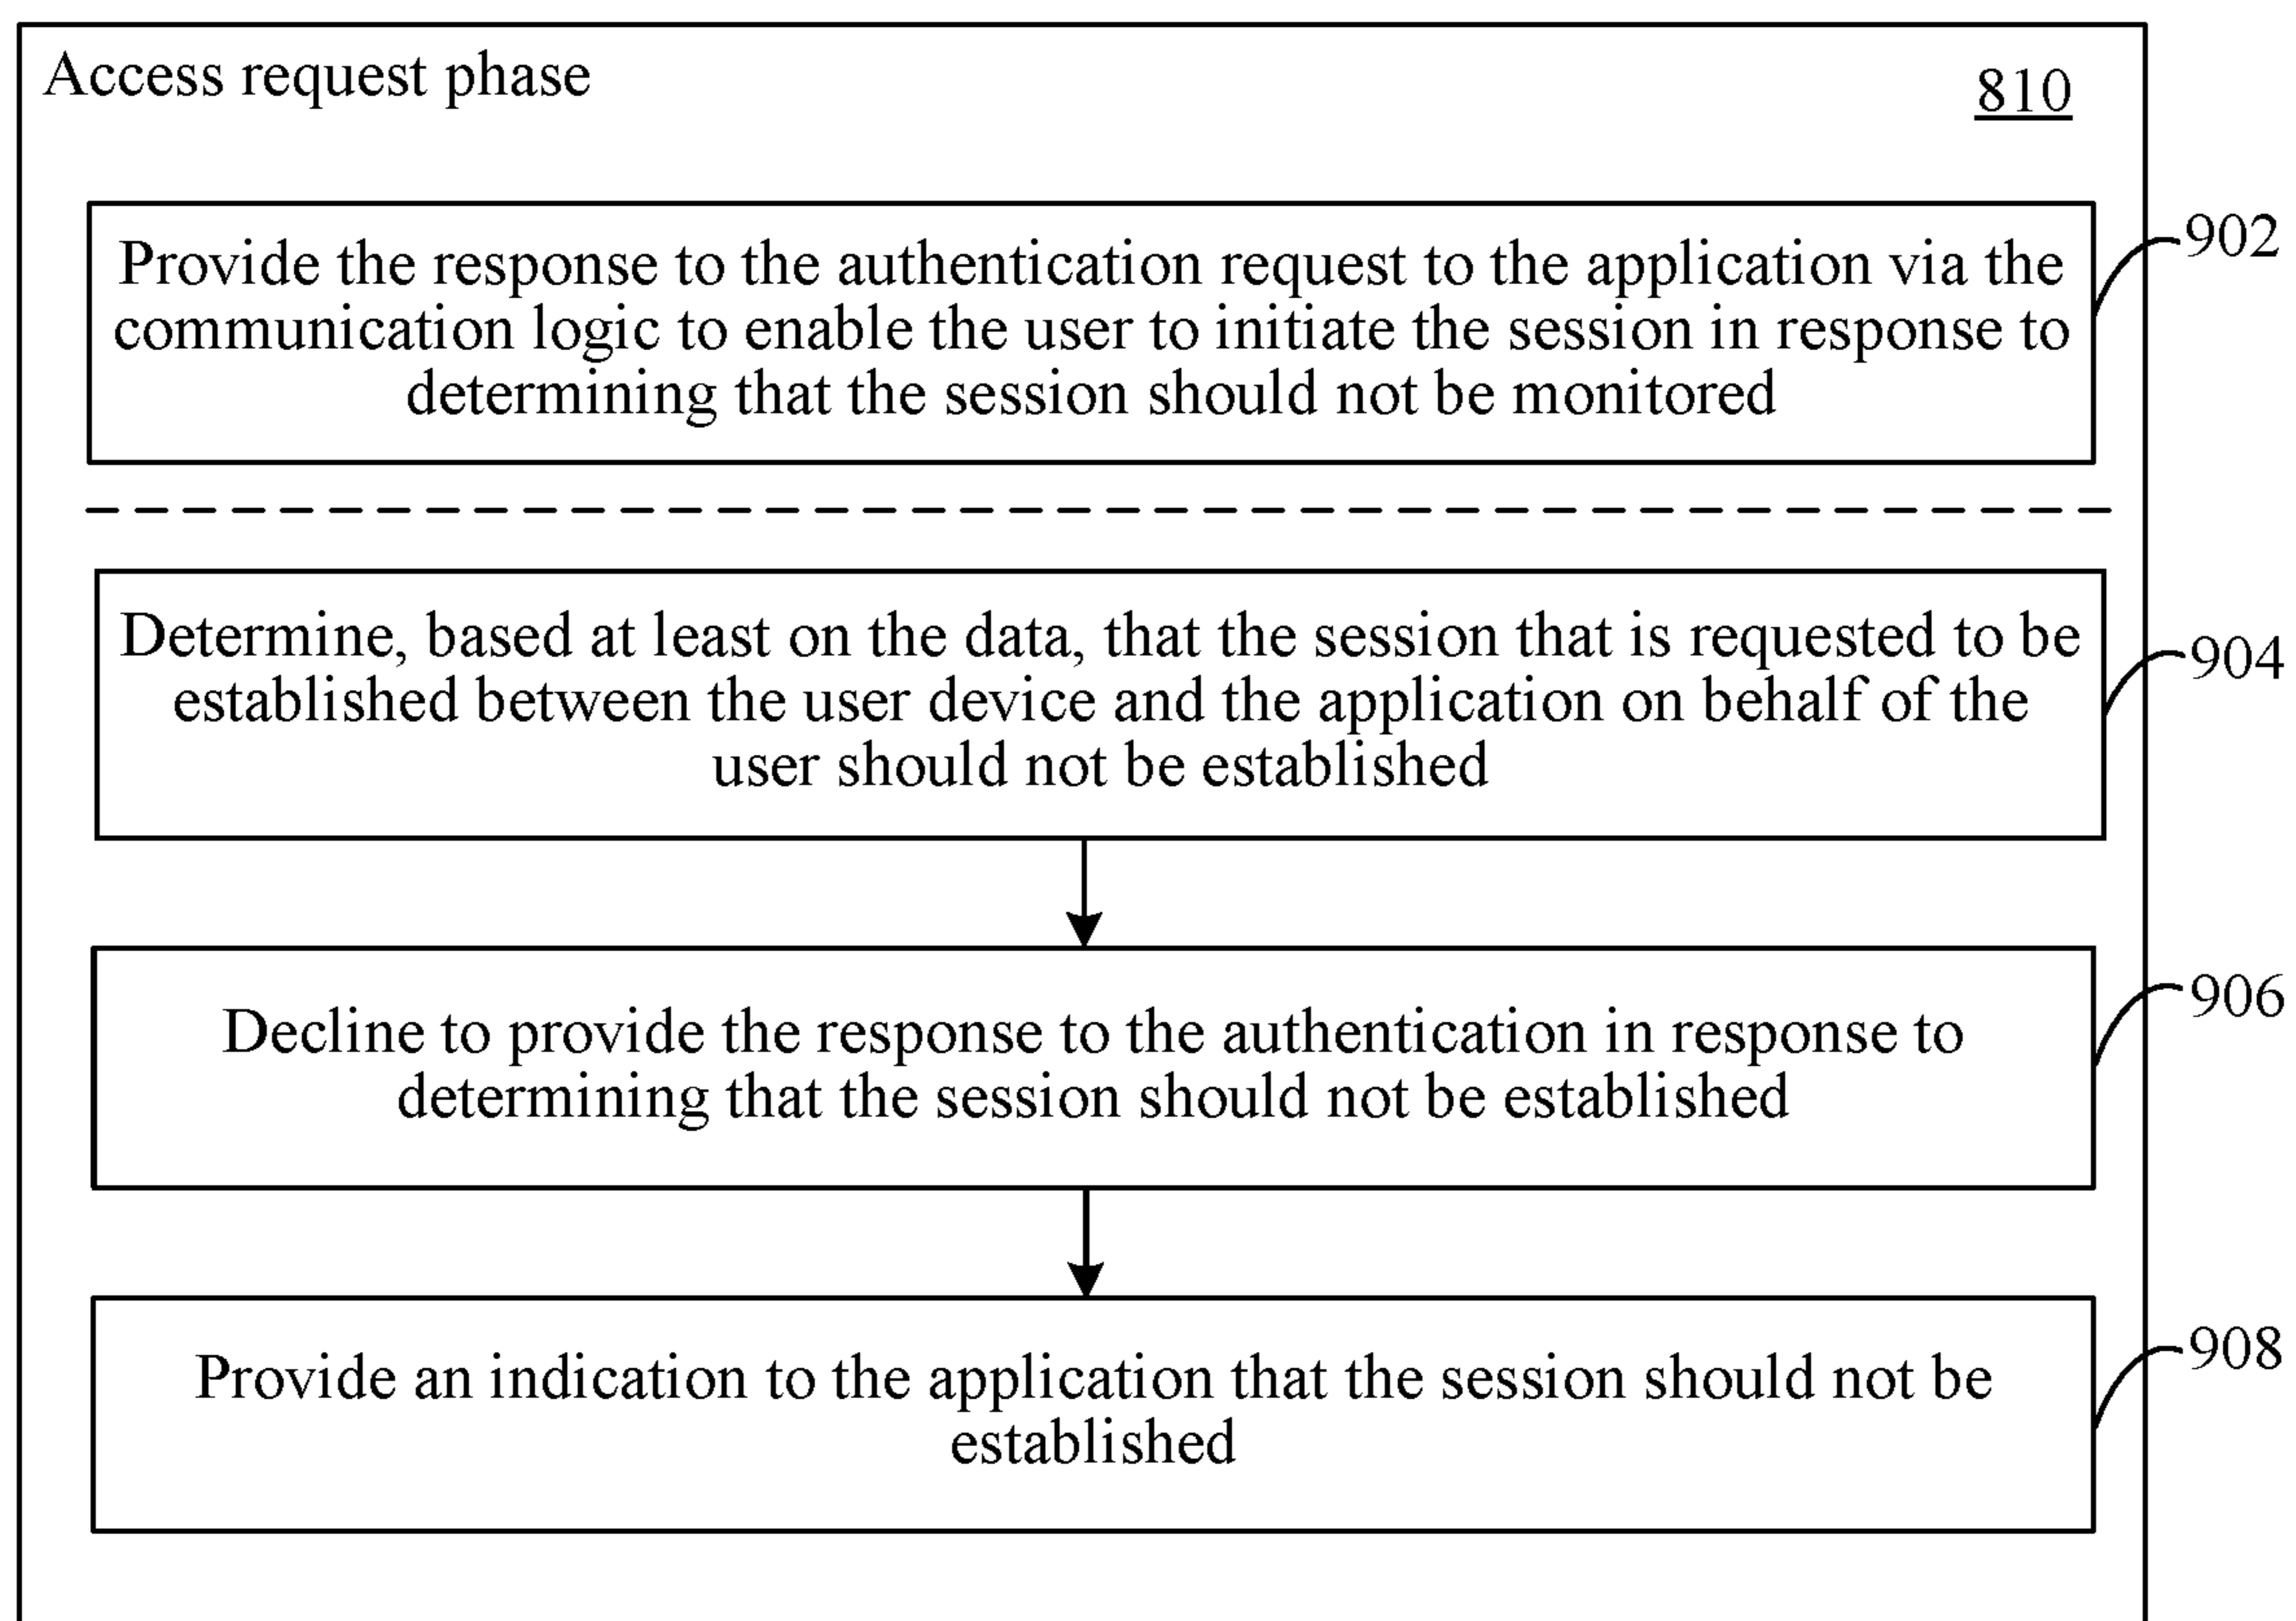 Access request phase
810
Provide the response to the authentication request to the application via the
communication logic to enable the user to initiate the session in response to
determining that the session should not be monitored
902
Determine, based at least on the data, that the session that is requested to be
established between the user device and the application on behalf of the
user should not be established
904
Decline to provide the response to the authentication in response to
determining that the session should not be established
906
Provide an indication to the application that the session should not be
established
908